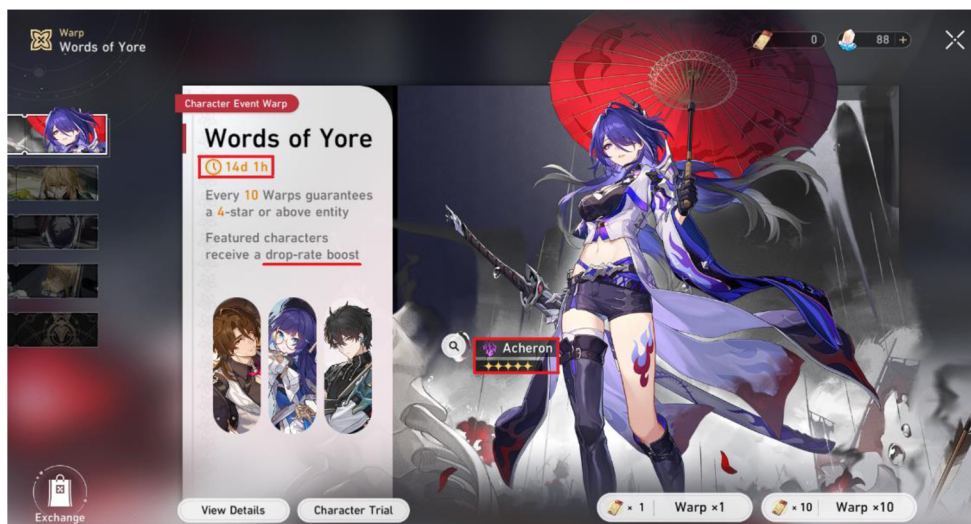 Warp
Words of Yore
0
88 +
Character Event Warp
Words of Yore
14d 1h
Every 10 Warps guarantees
a 4-star or above entity
Featured characters
receive a drop-rate boost
Acheron
Exchange
View Details
Character Trial
× 1 Warp ×1
× 10 Warp ×10